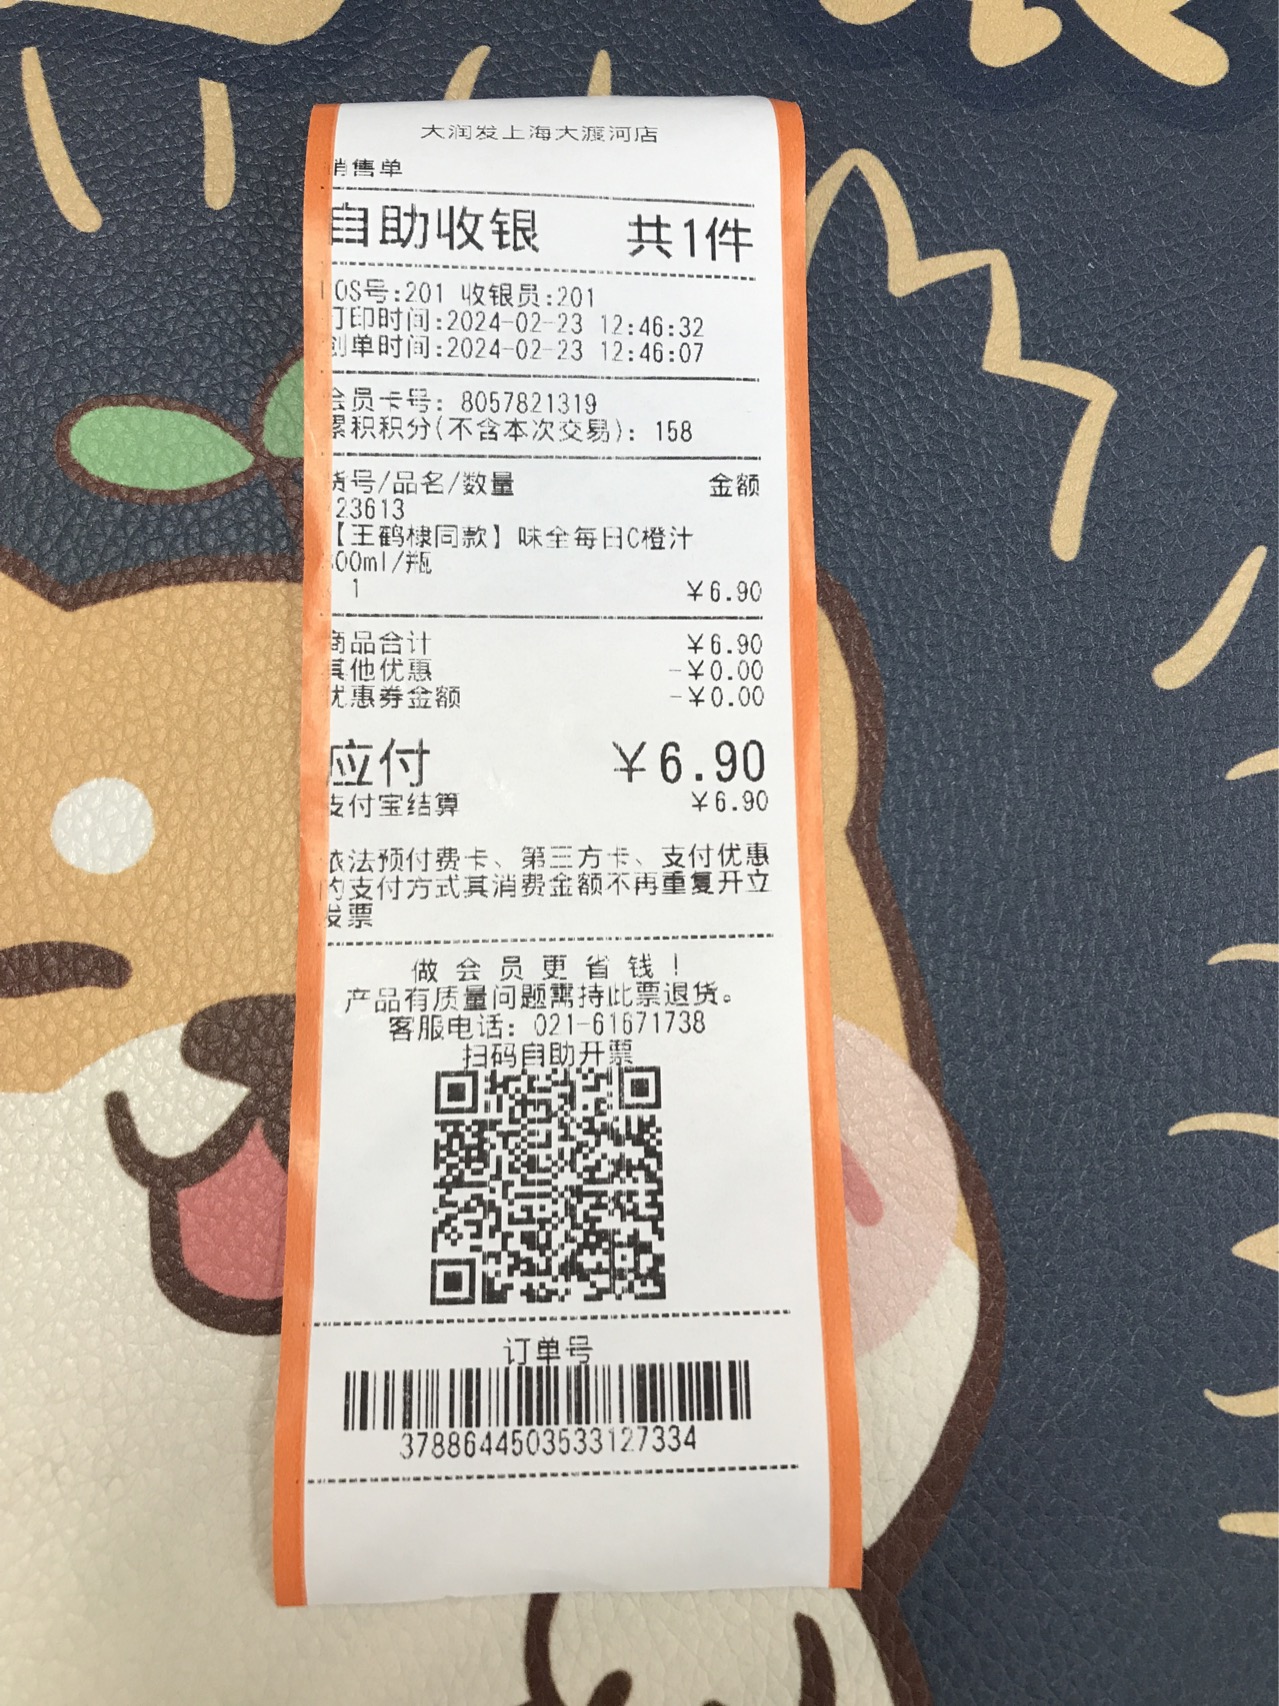 大润发上海大渡河店
销售单
自助收银 共1件
POS号:201 收银员:201
打印时间:2024-02-23 12:46:32
创单时间:2024-02-23 12:46:07
会员卡号: 8057821319
累积积分(不含本次交易): 158
货号/品名/数量 金额
23613
【王鹤棣同款】味全每日C橙汁
00ml/瓶
1 ¥6.90
商品合计 ¥6.90
其他优惠 -¥0.00
优惠券金额 -¥0.00
应付 ¥6.90
支付宝结算 ¥6.90
依法预付费卡、第三方卡、支付优惠
的支付方式其消费金额不再重复开立
发票
做会员更省钱!
产品有质量问题需持此票退货。
客服电话: 021-61671738
扫码自助开票
订单号
3788644503533127334